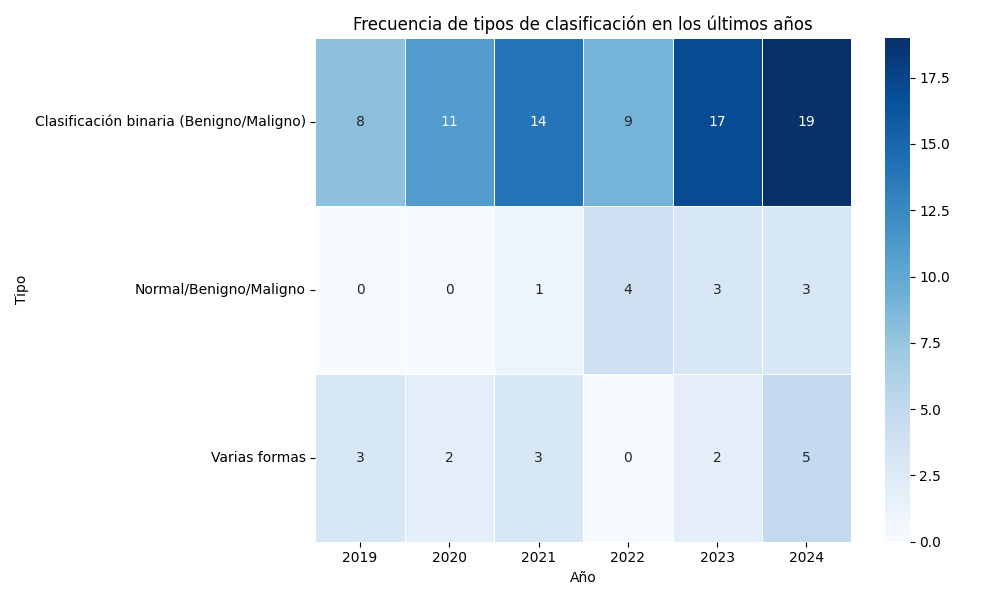 Frecuencia de tipos de clasificación en los últimos años
Clasificación binaria (Benigno/Maligno)
8 11 14 9 17 19
Normal/Benigno/Maligno
0 0 1 4 3 3
Varias formas
3 2 3 0 2 5
2019 2020 2021 2022 2023 2024
Año
Tipo
17.5
15.0
12.5
10.0
7.5
5.0
2.5
0.0